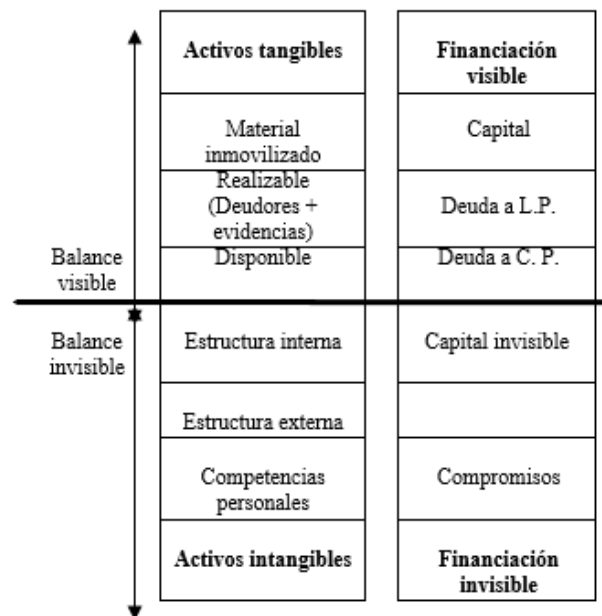 Activos tangibles
Financiación
visible
Material
inmovilizado
Capital
Realizable
(Deudores +
evidencias)
Deuda a L.P.
Balance
visible
Disponible
Deuda a C. P.
Balance
invisible
Estructura interna
Capital invisible
Estructura externa
Competencias
personales
Compromisos
Activos intangibles
Financiación
invisible